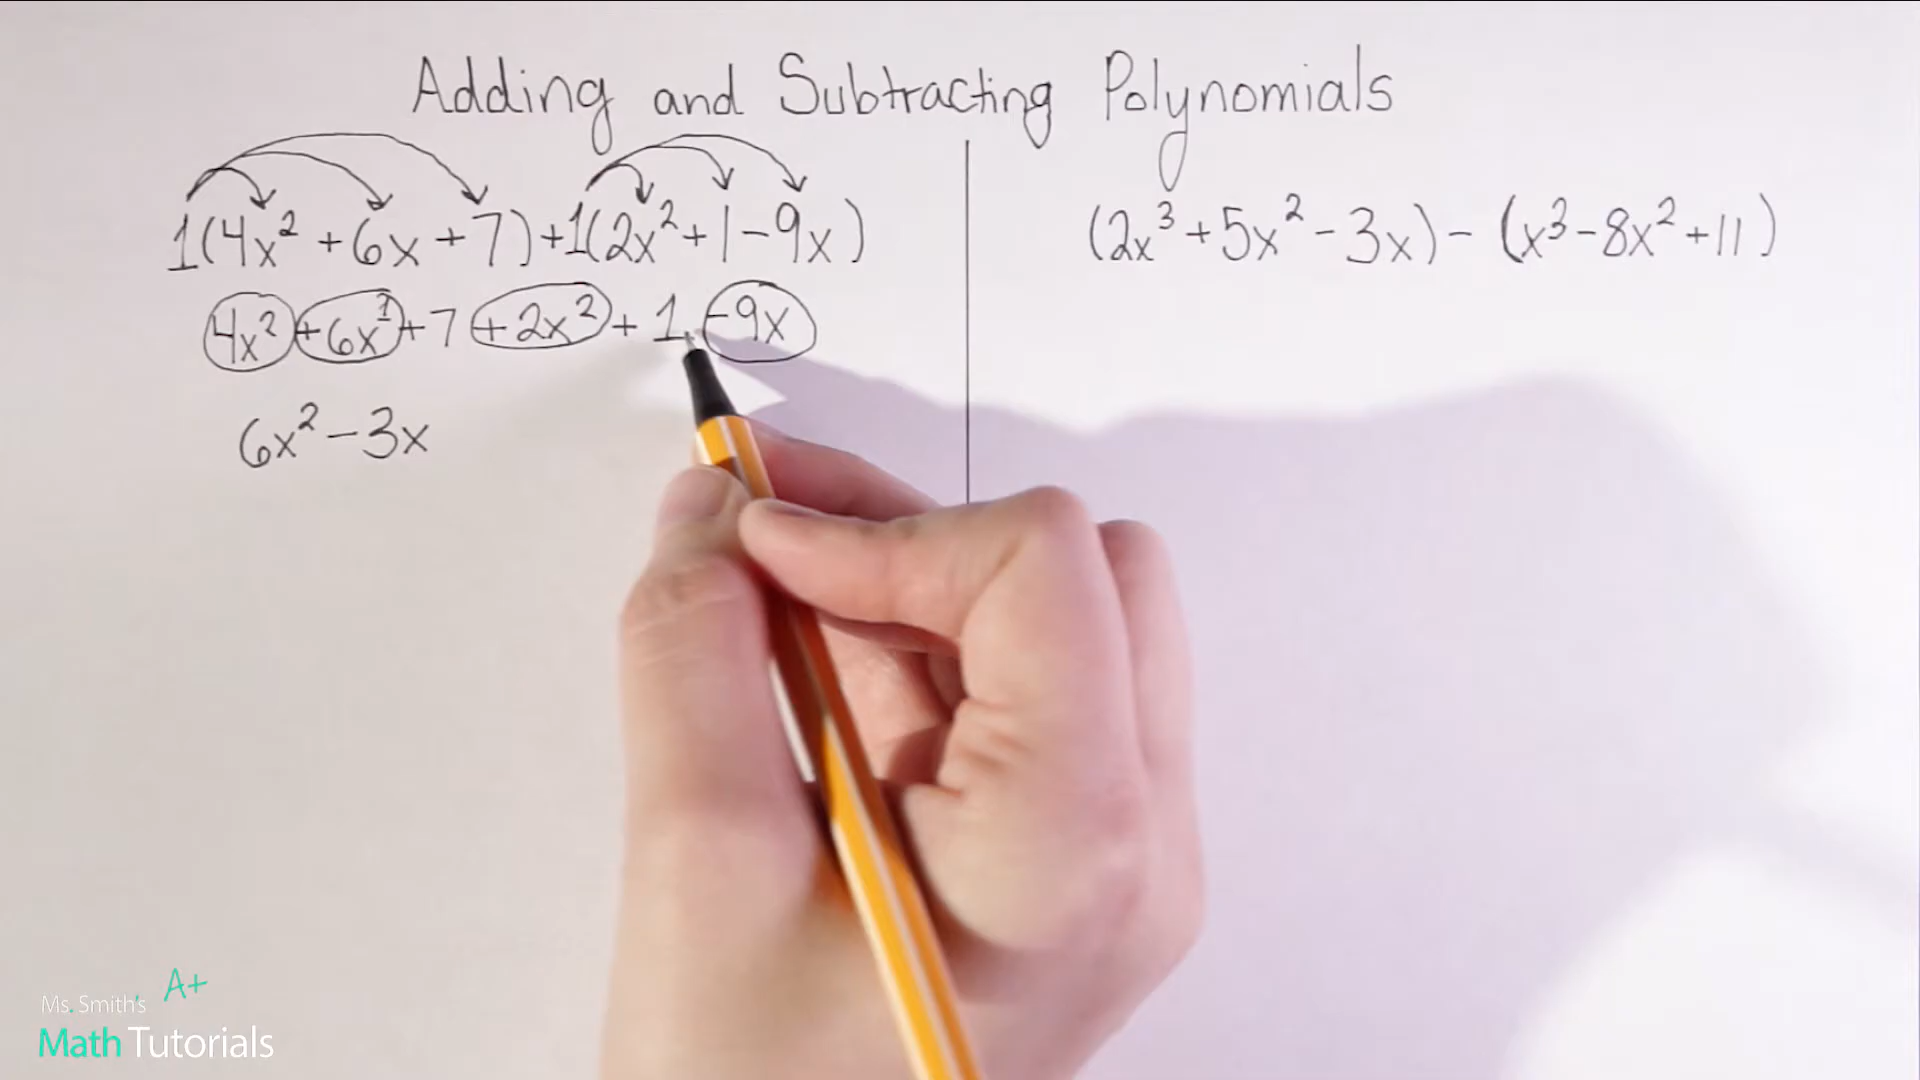 Adding and Subtracting Polynomials
1(4x² + 6x + 7) + 1(2x² + 1 - 9x)
4x² + 6x¹ + 7 + 2x² + 1 - 9x
6x² - 3x
(2x³ + 5x² - 3x) - (x³ - 8x² + 11)
A+
Ms. Smith's
Math Tutorials